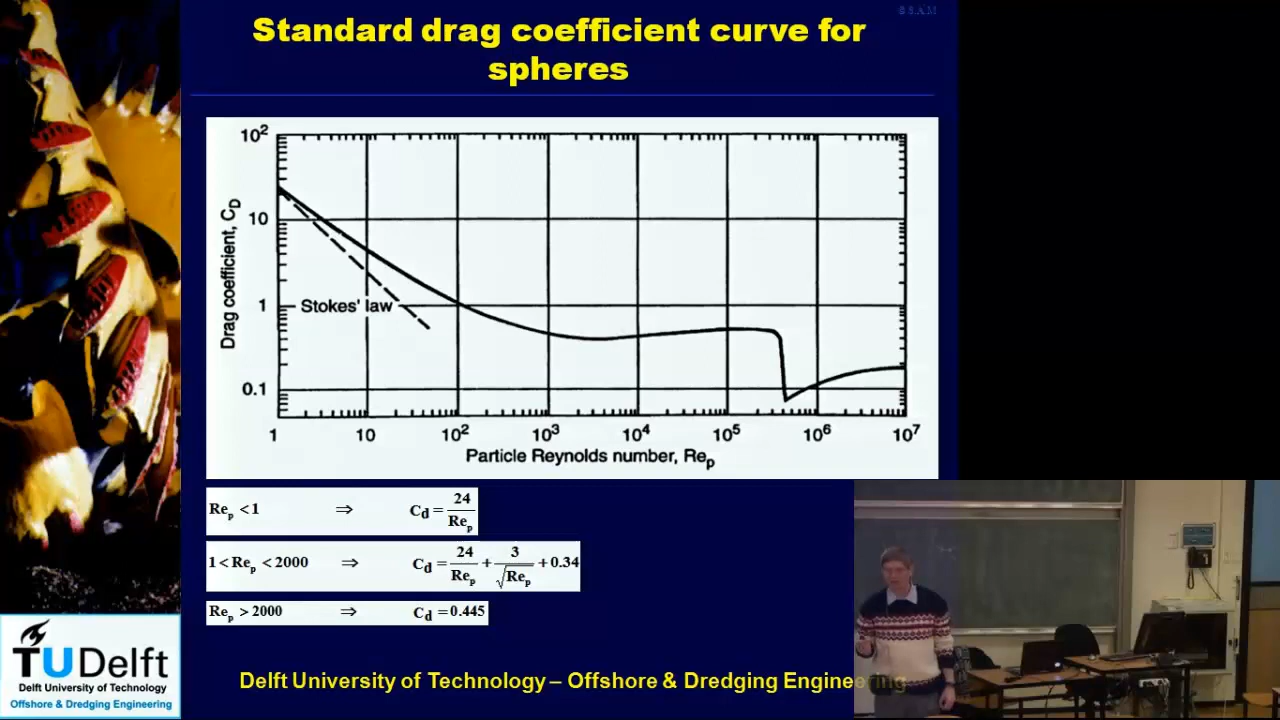 ©SAM
Standard drag coefficient curve for
spheres
10²
10
1
0.1
Drag coefficient, C_D
Stokes' law
1 10 10² 10³ 10⁴ 10⁵ 10⁶ 10⁷
Particle Reynolds number, Re_p
Re_p < 1 ⇒ C_d = 24/Re_p
1 < Re_p < 2000 ⇒ C_d = 24/Re_p + 3/√Re_p + 0.34
Re_p > 2000 ⇒ C_d = 0.445
TUDelft
Delft University of Technology
Offshore & Dredging Engineering
Delft University of Technology – Offshore & Dredging Engineering